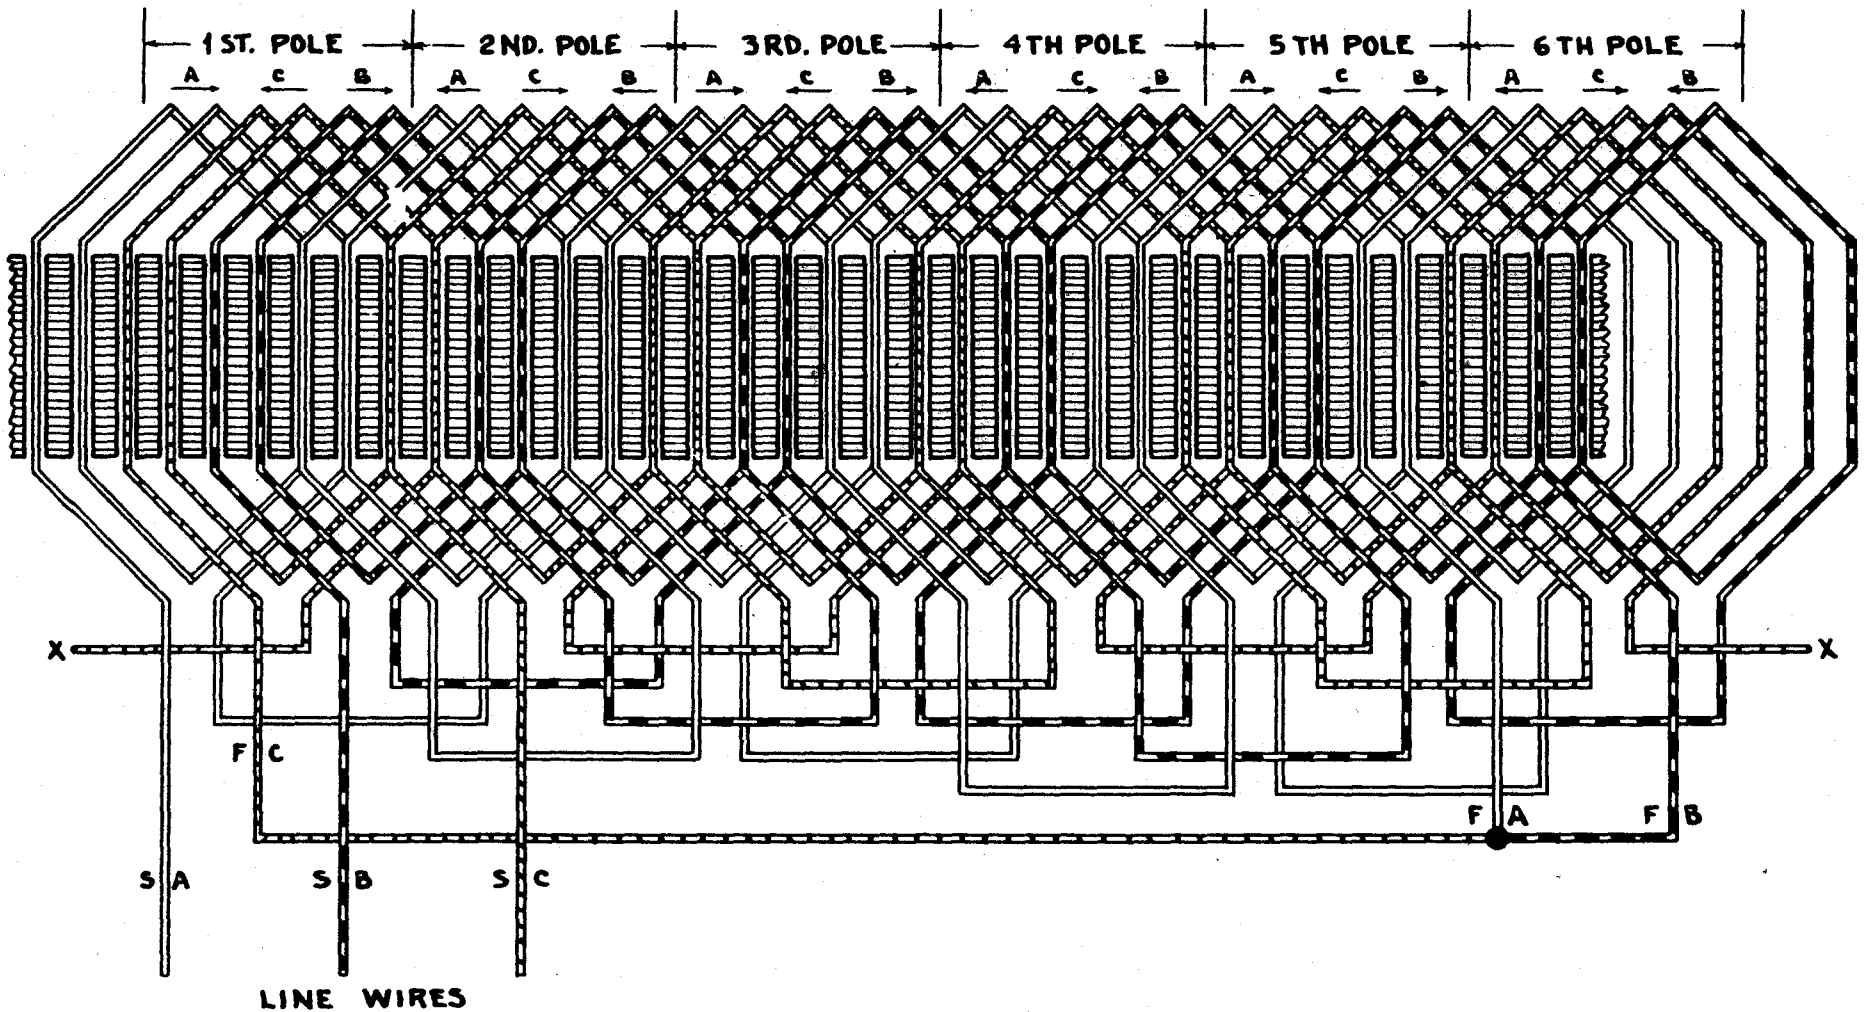 1ST. POLE 2ND. POLE 3RD. POLE 4TH POLE 5TH POLE 6TH POLE
A C B A C B A C B A C B A C B A C B
X X
F C
F A F B
S A S B S C
LINE WIRES